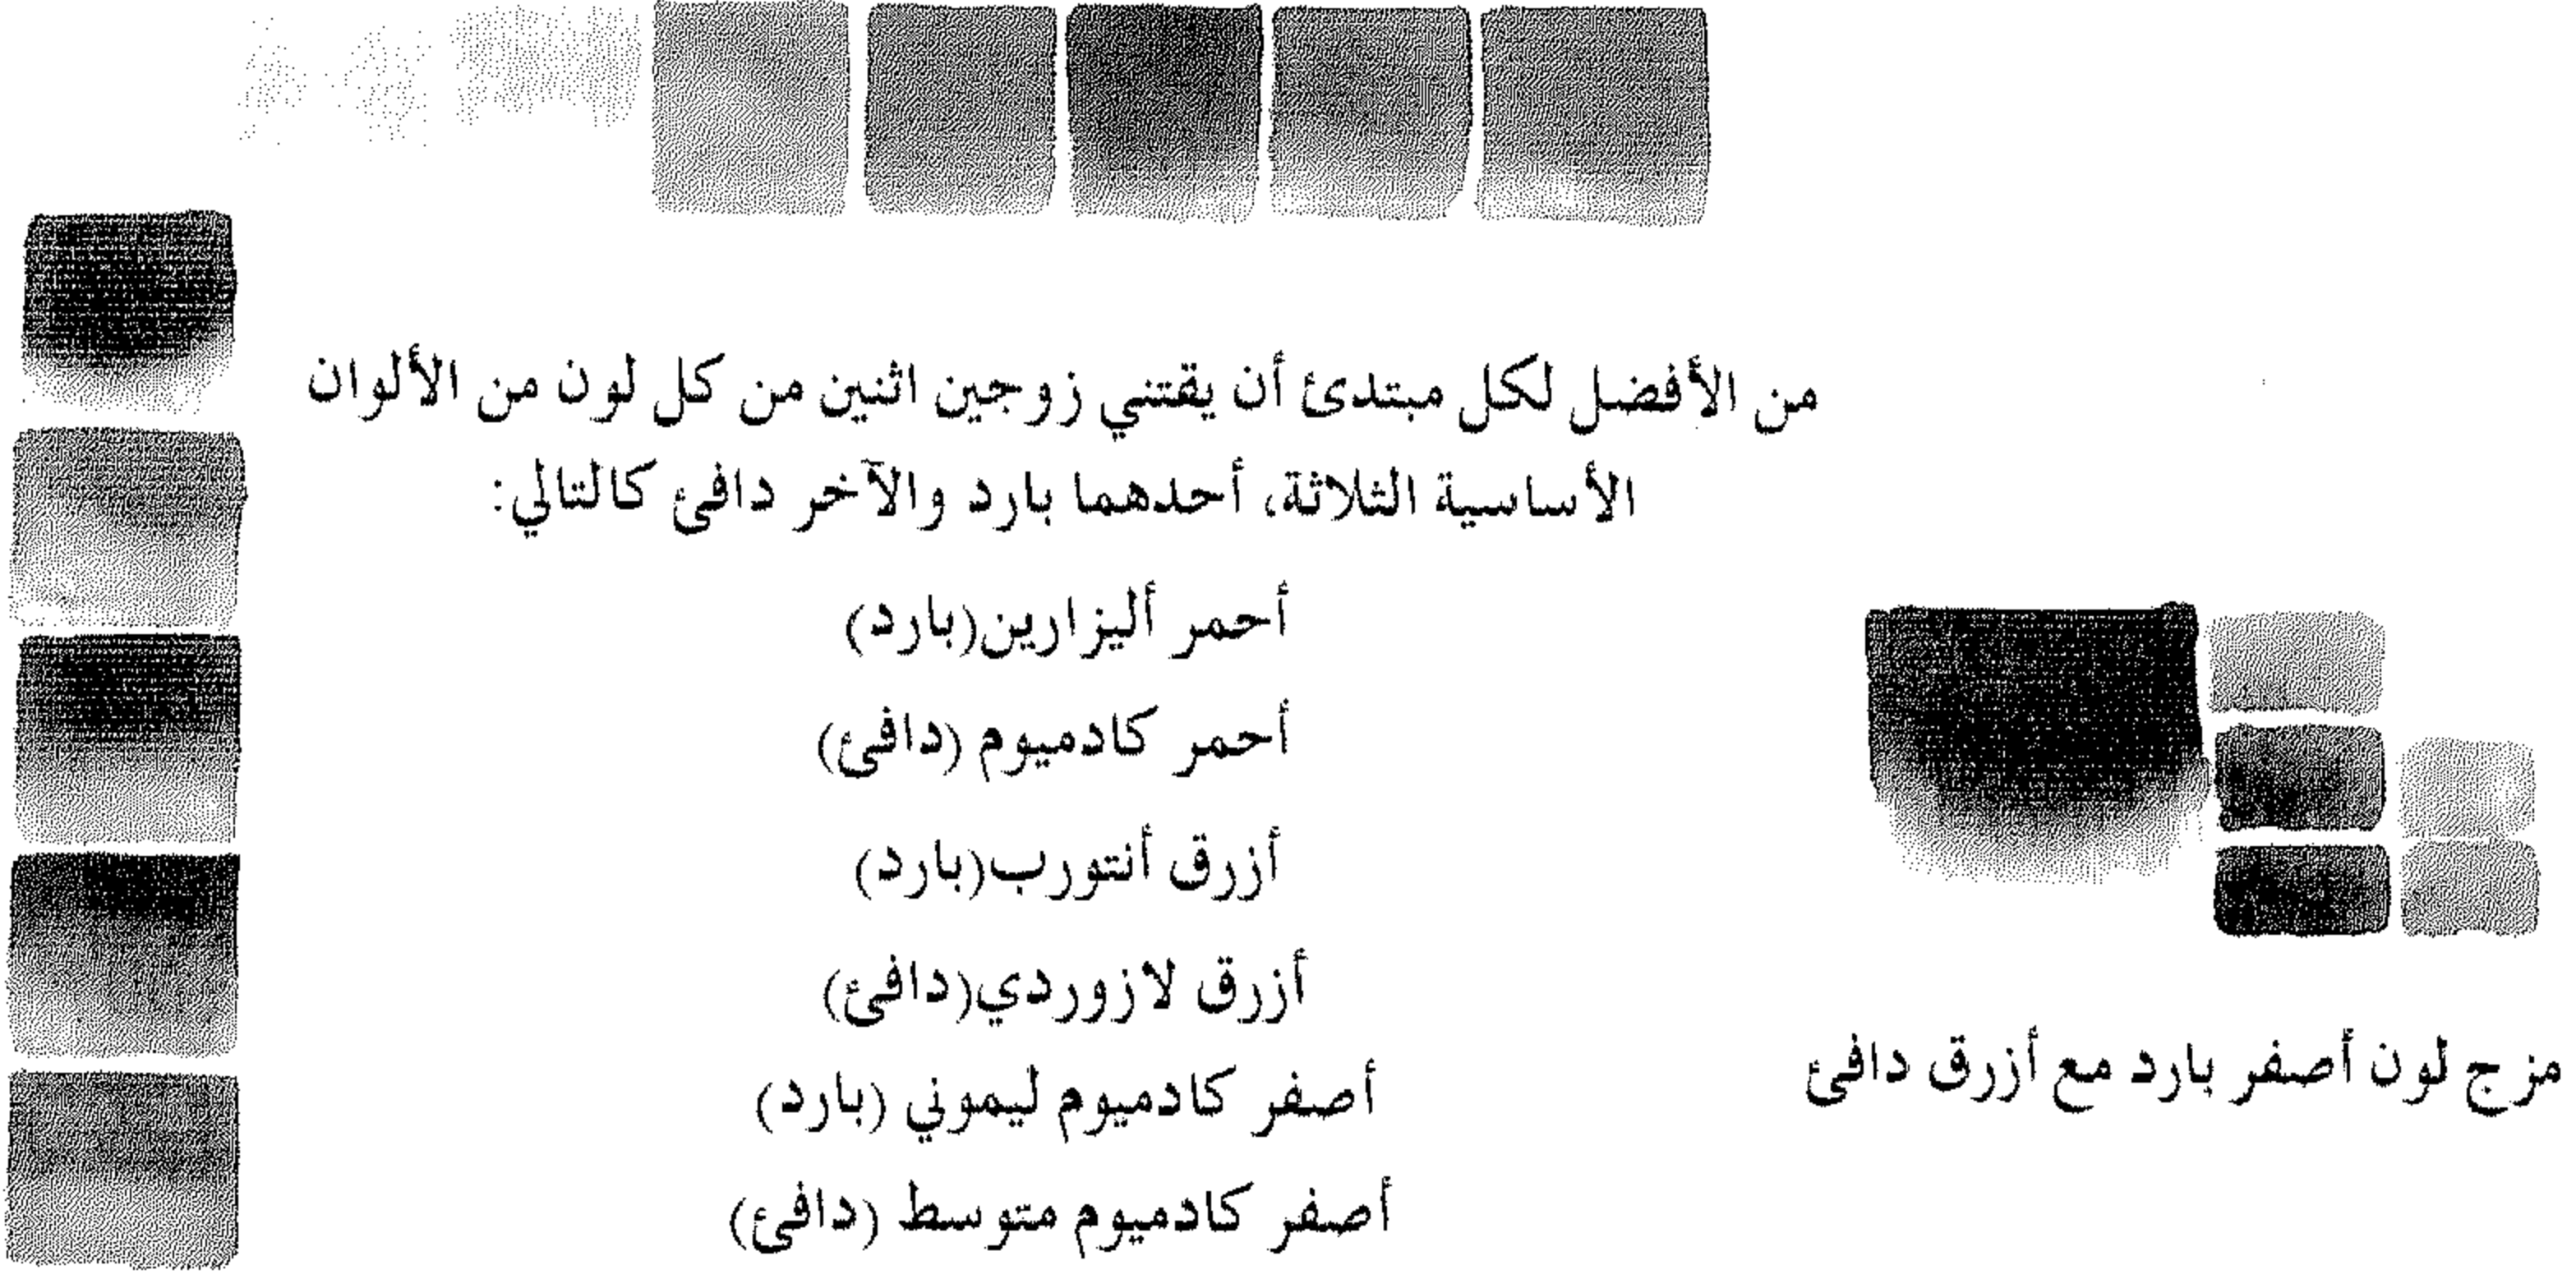 من الأفضل لكل مبتدئ أن يقتني زوجين اثنين من كل لون من الألوان
الأساسية الثلاثة، أحدهما بارد والآخر دافئ كالتالي:
أحمر أليزارين(بارد)
أحمر كادميوم (دافئ)
أزرق أنتورب(بارد)
أزرق لازوردي(دافئ)
أصفر كادميوم ليموني (بارد)
أصفر كادميوم متوسط (دافئ)
مزج لون أصفر بارد مع أزرق دافئ